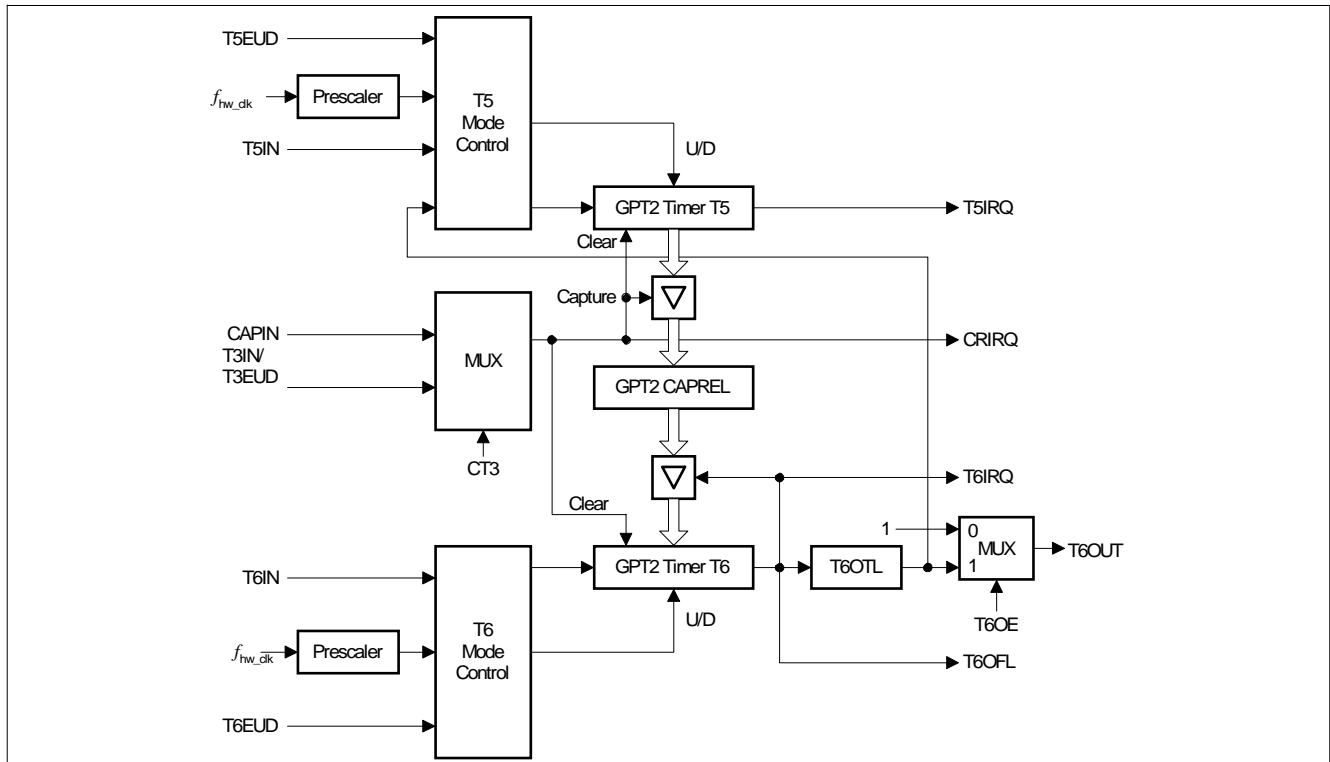 T5EUD
f hw_clk
Prescaler
T5
Mode
Control
T5IN
U/D
GPT2 Timer T5
T5IRQ
Clear
Capture
CAPIN
T3IN/
T3EUD
MUX
CRIRQ
GPT2 CAPREL
CT3
T6IRQ
Clear
1
0
MUX
1
T6OUT
GPT2 Timer T6
T6OTL
T6IN
U/D
T6OE
f hw_clk
Prescaler
T6
Mode
Control
T6OFL
T6EUD